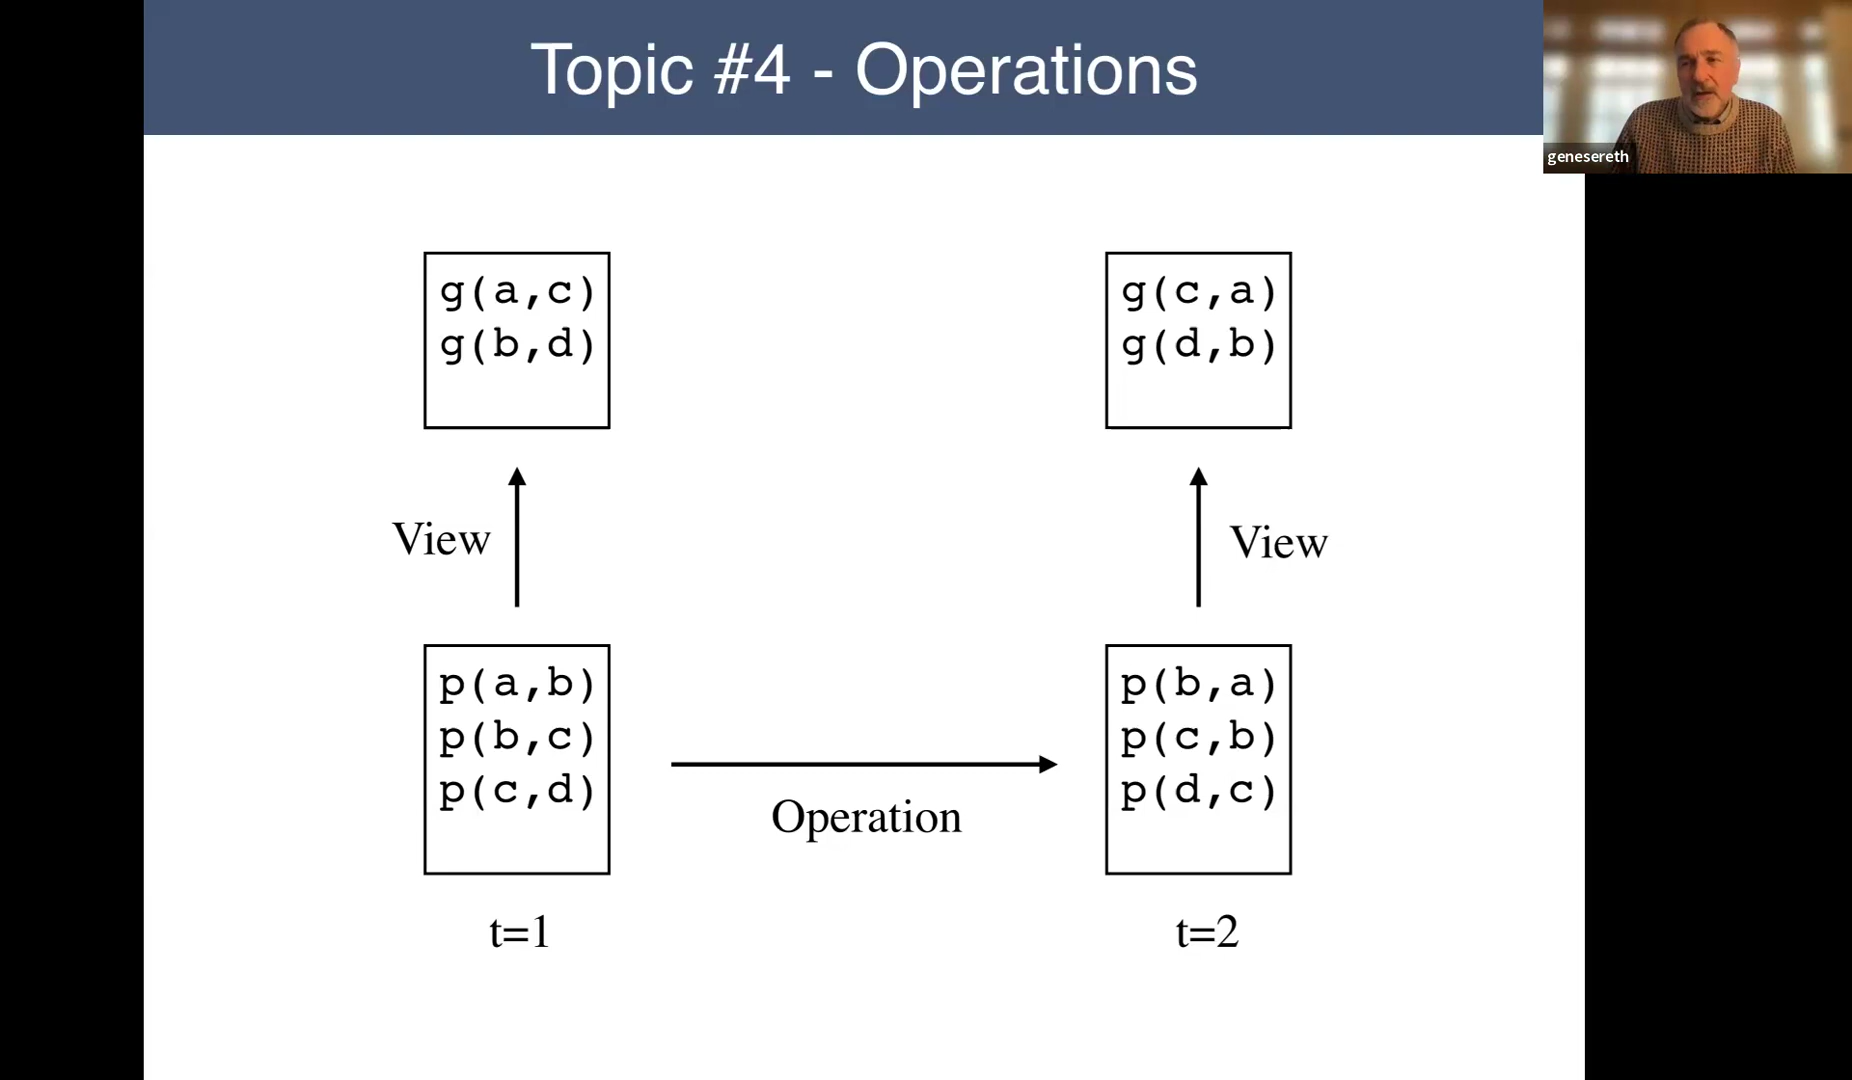 Topic #4 - Operations
genesereth
g(a,c)
g(b,d)
g(c,a)
g(d,b)
View
View
p(a,b)
p(b,c)
p(c,d)
Operation
p(b,a)
p(c,b)
p(d,c)
t=1
t=2